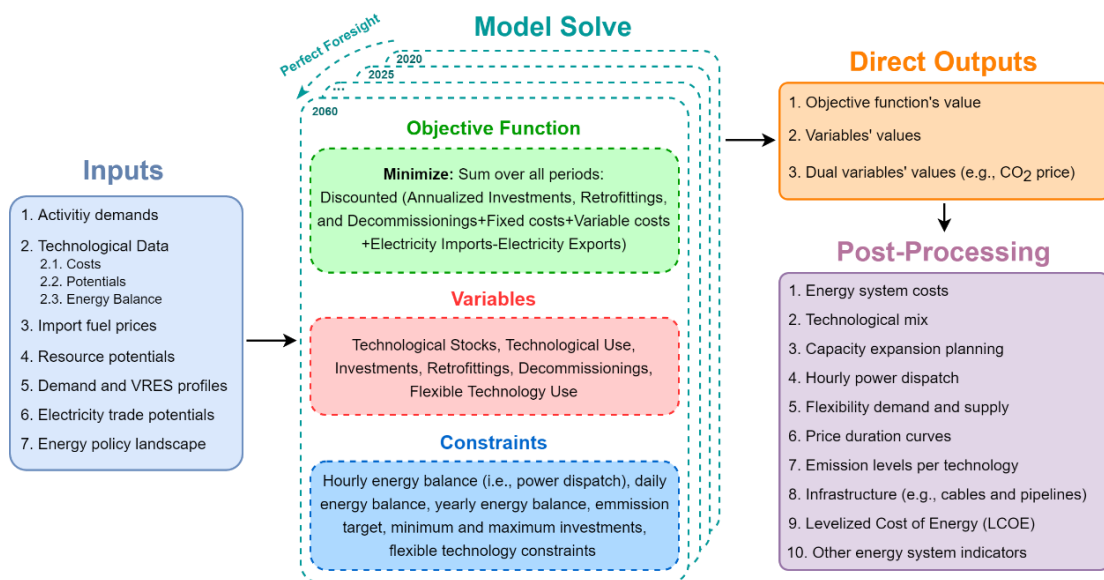 Inputs
1. Activitiy demands
2. Technological Data
2.1. Costs
2.2. Potentials
2.3. Energy Balance
3. Import fuel prices
4. Resource potentials
5. Demand and VRES profiles
6. Electricity trade potentials
7. Energy policy landscape
Model Solve
Perfect Foresight
2020
2025
...
2060
Objective Function
Minimize: Sum over all periods:
Discounted (Annualized Investments, Retrofittings,
and Decommissionings+Fixed costs+Variable costs
+Electricity Imports-Electricity Exports)
Variables
Technological Stocks, Technological Use,
Investments, Retrofittings, Decommissionings,
Flexible Technology Use
Constraints
Hourly energy balance (i.e., power dispatch), daily
energy balance, yearly energy balance, emmission
target, minimum and maximum investments,
flexible technology constraints
Direct Outputs
1. Objective function's value
2. Variables' values
3. Dual variables' values (e.g., CO2 price)
Post-Processing
1. Energy system costs
2. Technological mix
3. Capacity expansion planning
4. Hourly power dispatch
5. Flexibility demand and supply
6. Price duration curves
7. Emission levels per technology
8. Infrastructure (e.g., cables and pipelines)
9. Levelized Cost of Energy (LCOE)
10. Other energy system indicators